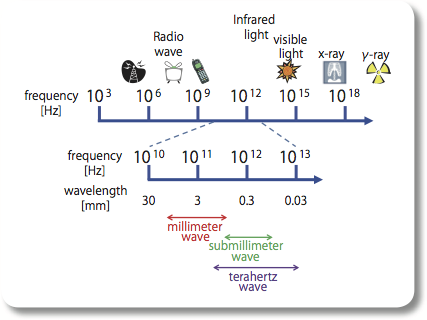 Infrared
light
Radio
wave
visible
light
x-ray
γ-ray
frequency
[Hz]
10³ 10⁶ 10⁹ 10¹² 10¹⁵ 10¹⁸
frequency
[Hz]
10¹⁰ 10¹¹ 10¹² 10¹³
wavelength
[mm]
30 3 0.3 0.03
millimeter
wave
submillimeter
wave
terahertz
wave